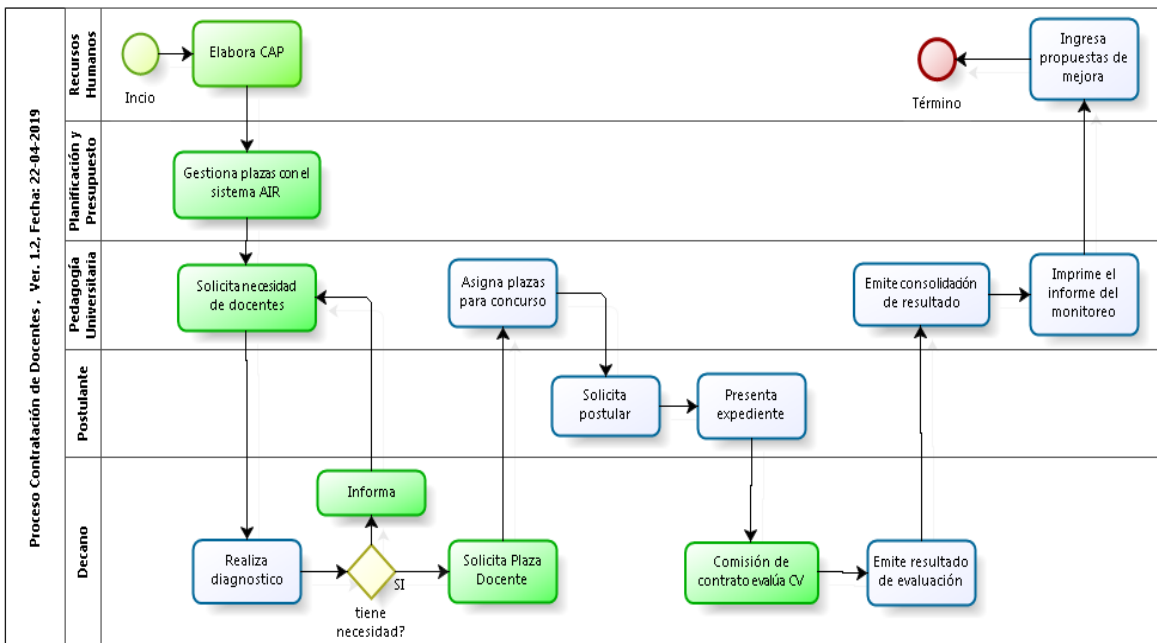 Proceso Contratación de Docentes , Ver. 1.2, Fecha: 22-04-2019
Recursos
Humanos
Incio
Elabora CAP
Término
Ingresa
propuestas de
mejora
Planificación y
Presupuesto
Gestiona plazas con el
sistema AIR
Pedagogía
Universitaria
Solicita necesidad
de docentes
Asigna plazas
para concurso
Emite consolidación
de resultado
Imprime el
informe del
monitoreo
Postulante
Solicita
postular
Presenta
expediente
Decano
Informa
Realiza
diagnostico
SI
tiene
necesidad?
Solicita Plaza
Docente
Comisión de
contrato evalúa CV
Emite resultado
de evaluación